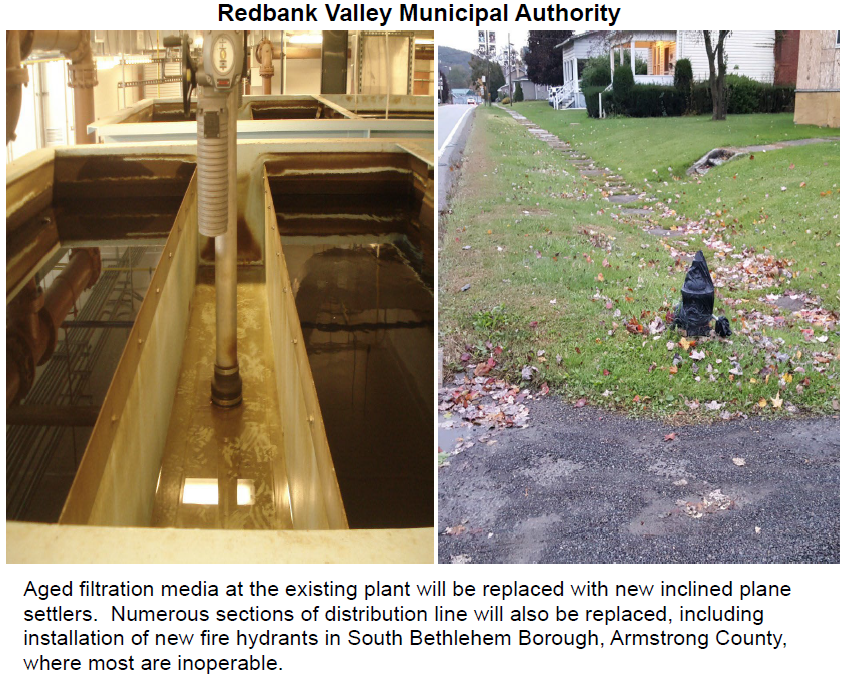 Redbank Valley Municipal Authority
Aged filtration media at the existing plant will be replaced with new inclined plane
settlers.  Numerous sections of distribution line will also be replaced, including
installation of new fire hydrants in South Bethlehem Borough, Armstrong County,
where most are inoperable.